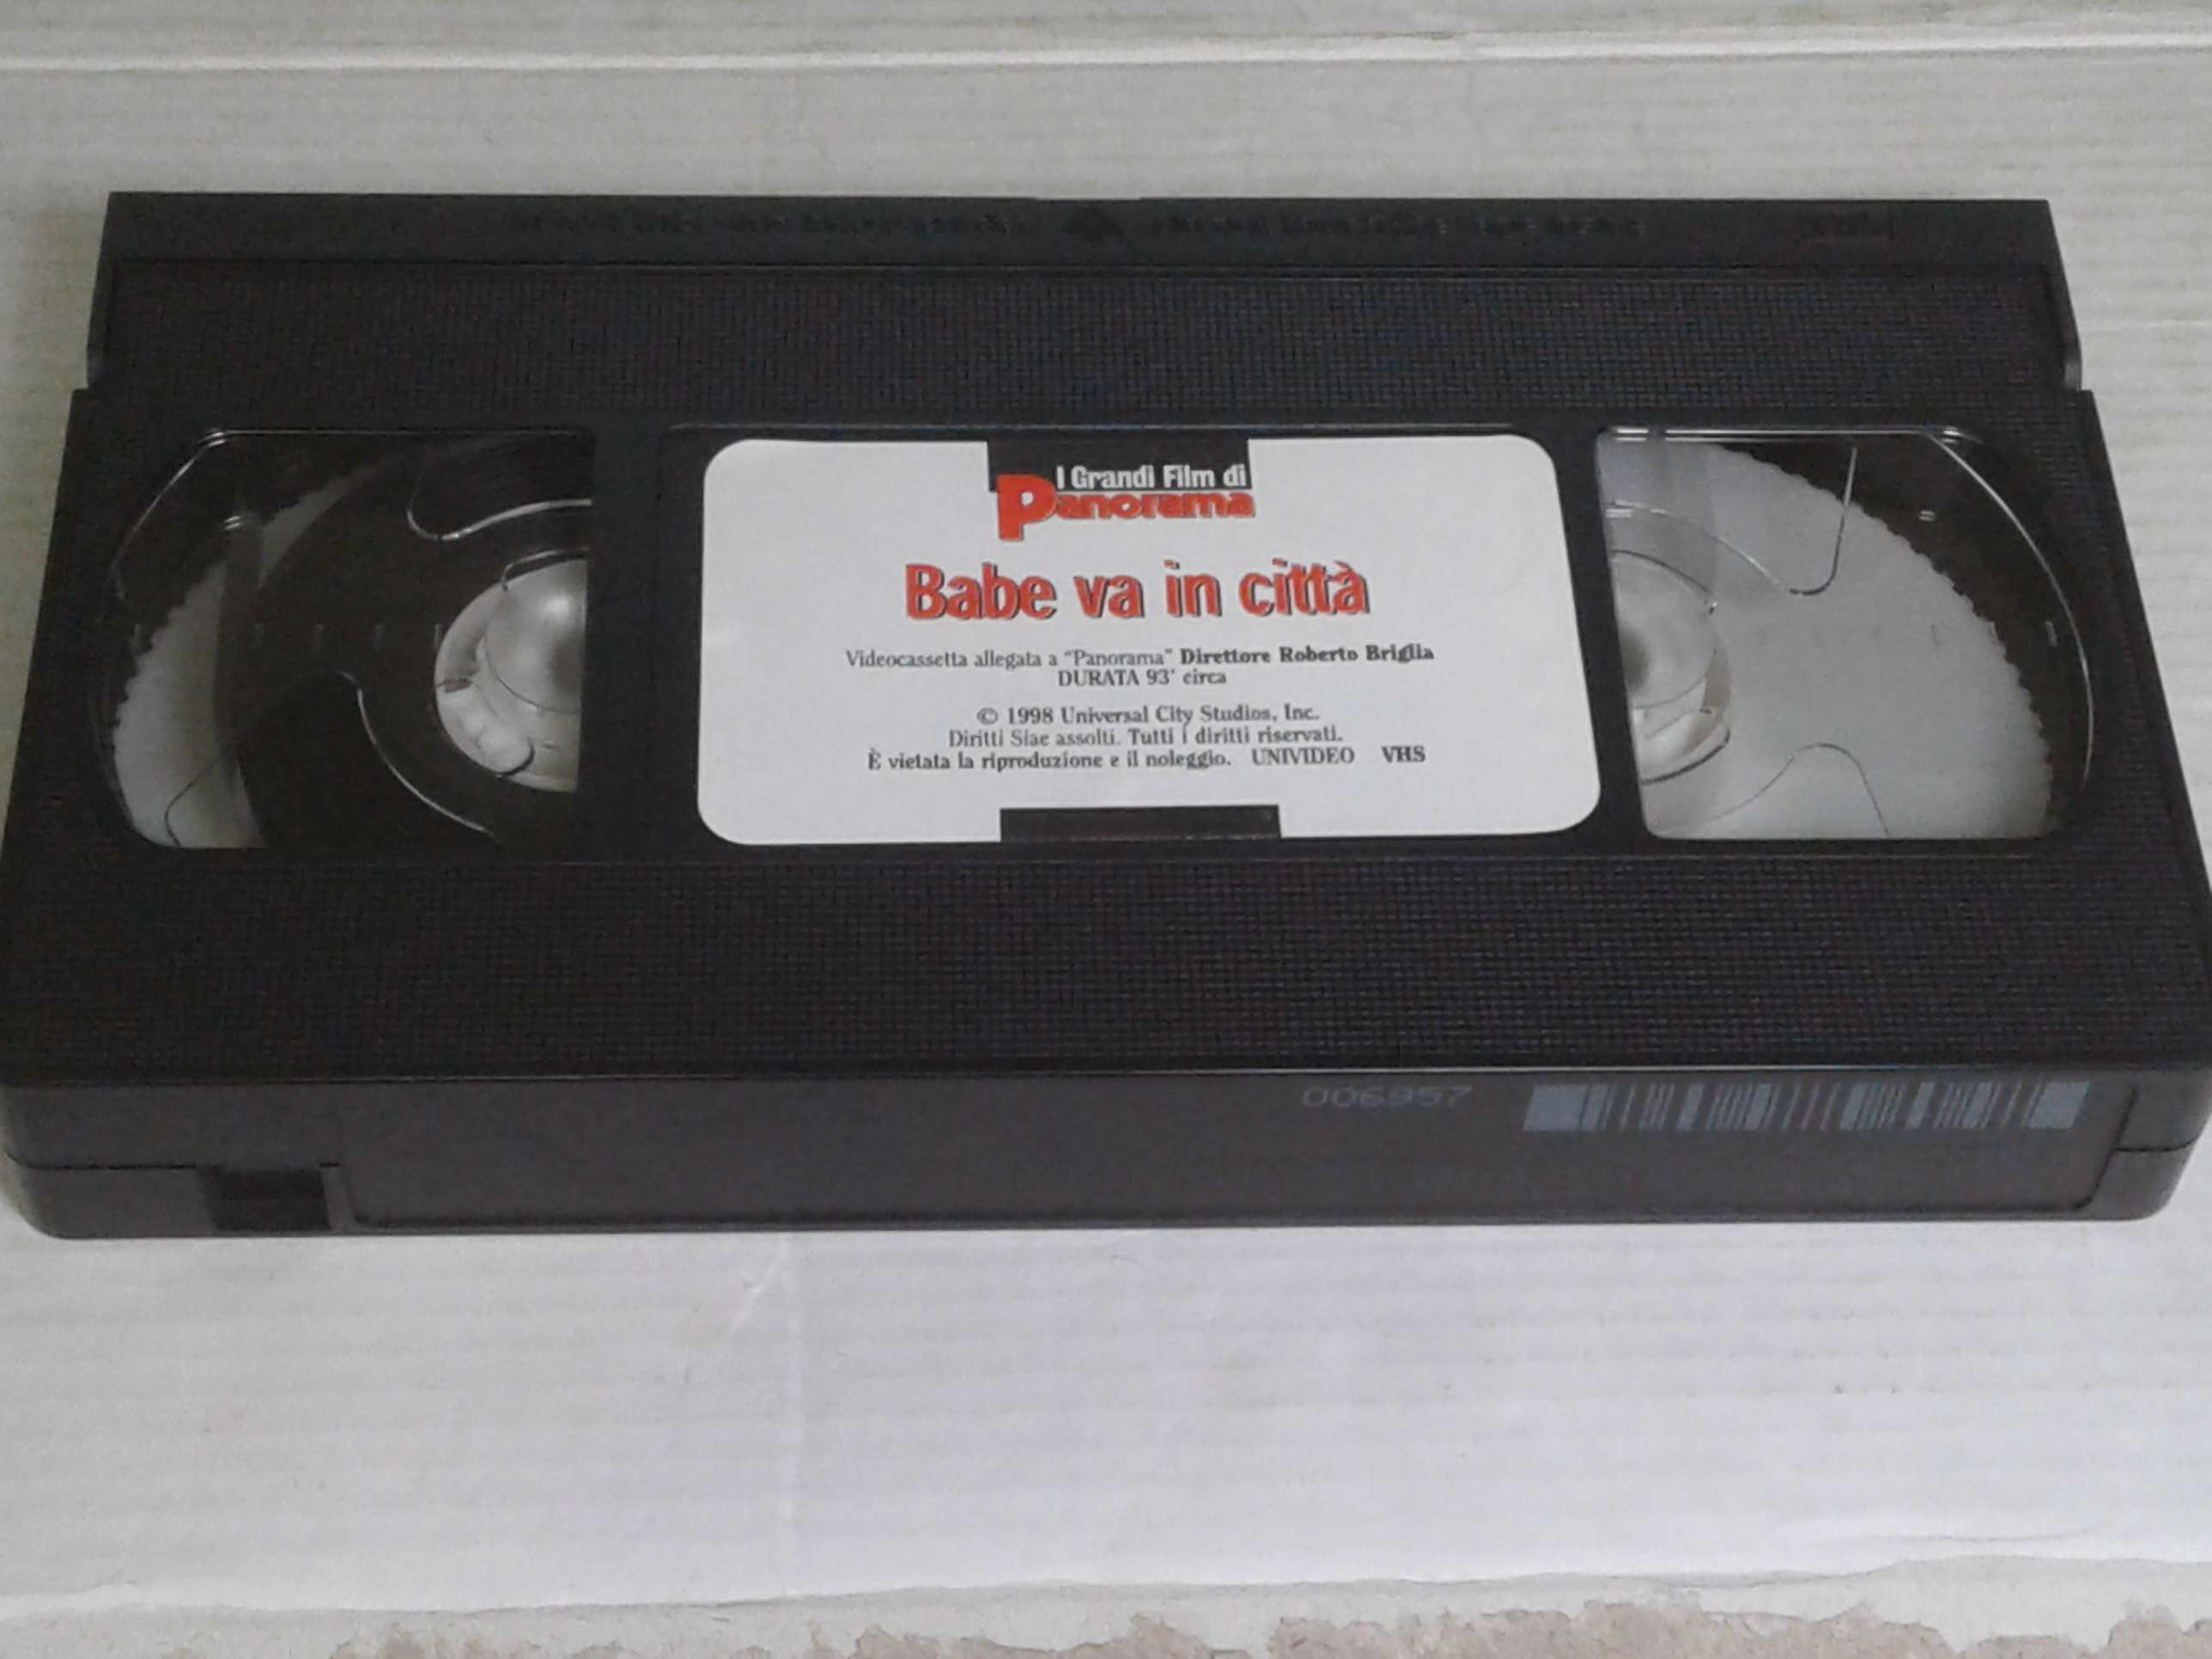 I Grandi Film di
Panorama
Babe va in città
Videocassetta allegata a "Panorama" Direttore Roberto Briglia
DURATA 93' circa
© 1998 Universal City Studios, Inc.
Diritti Siae assolti. Tutti i diritti riservati.
È vietata la riproduzione e il noleggio. UNIVIDEO VHS
006957